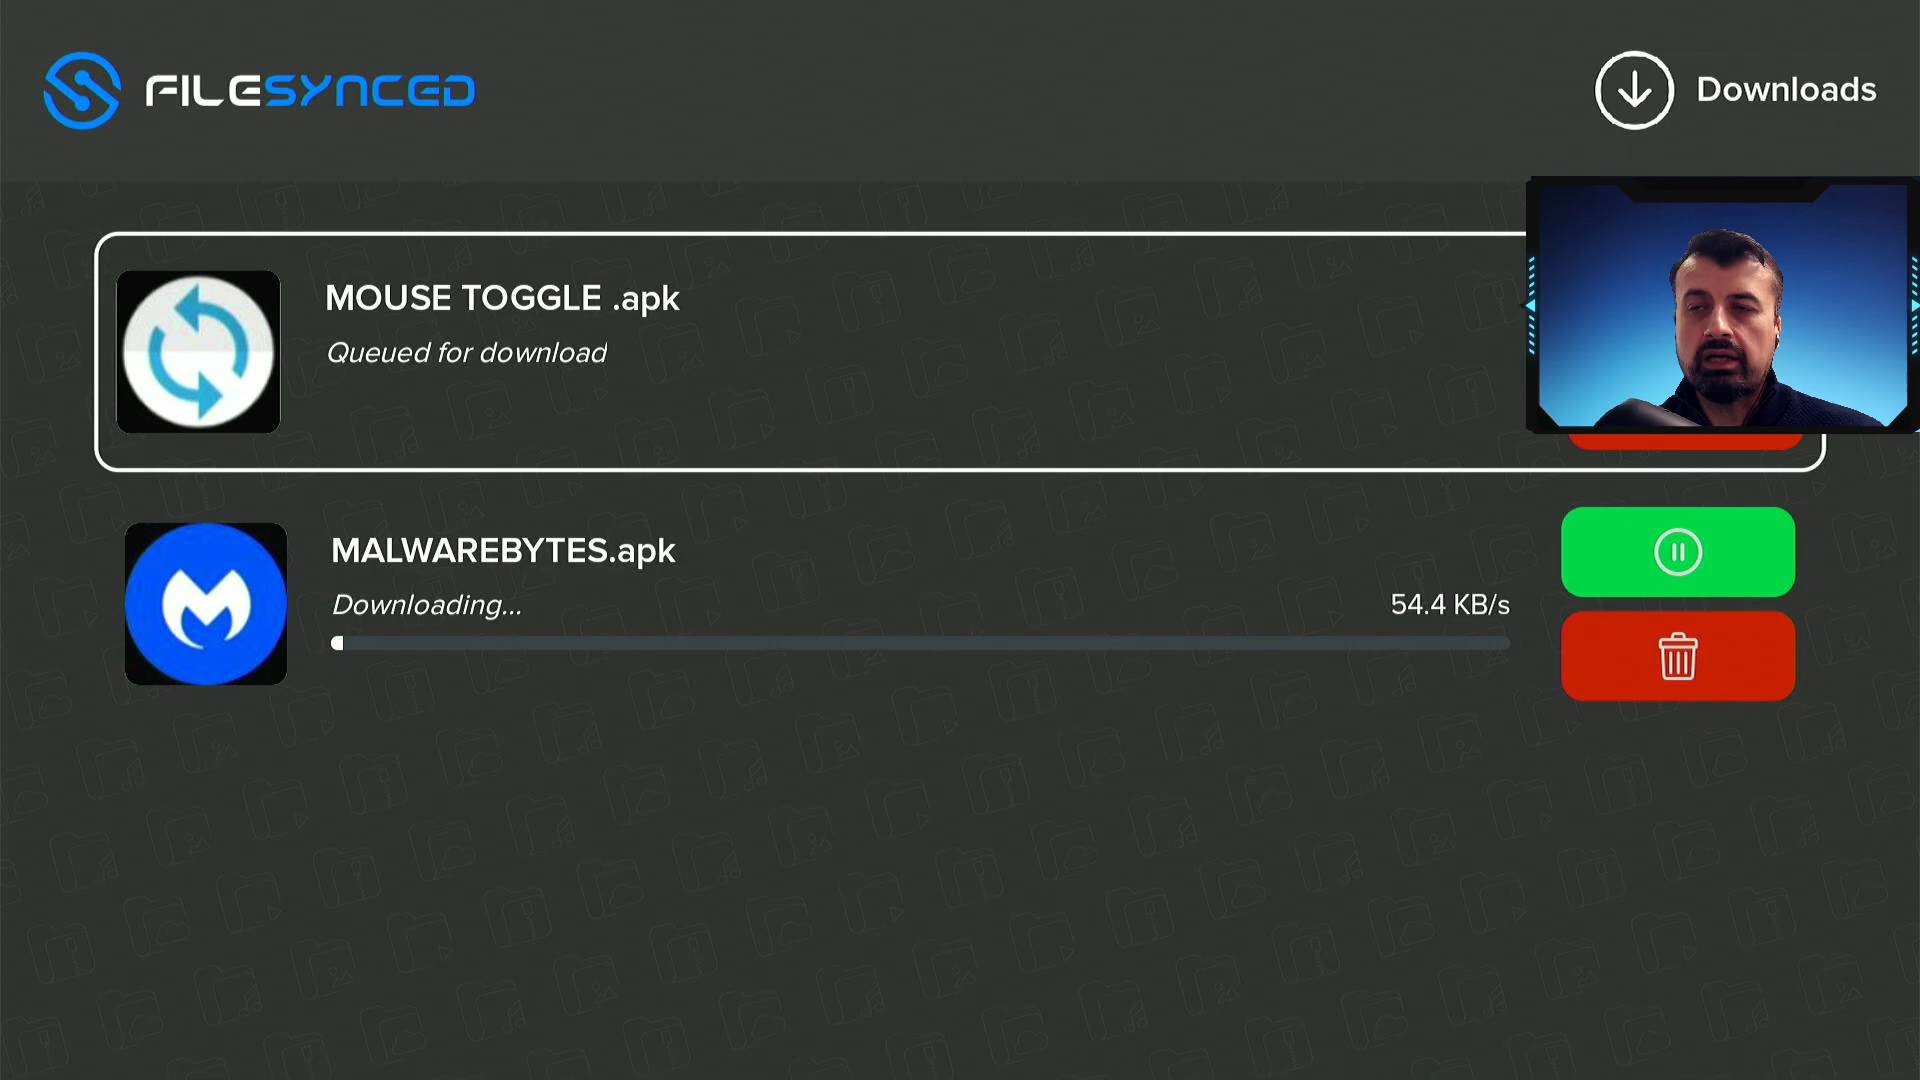 FILESYNCED
Downloads
MOUSE TOGGLE .apk
Queued for download
MALWAREBYTES.apk
Downloading...
54.4 KB/s